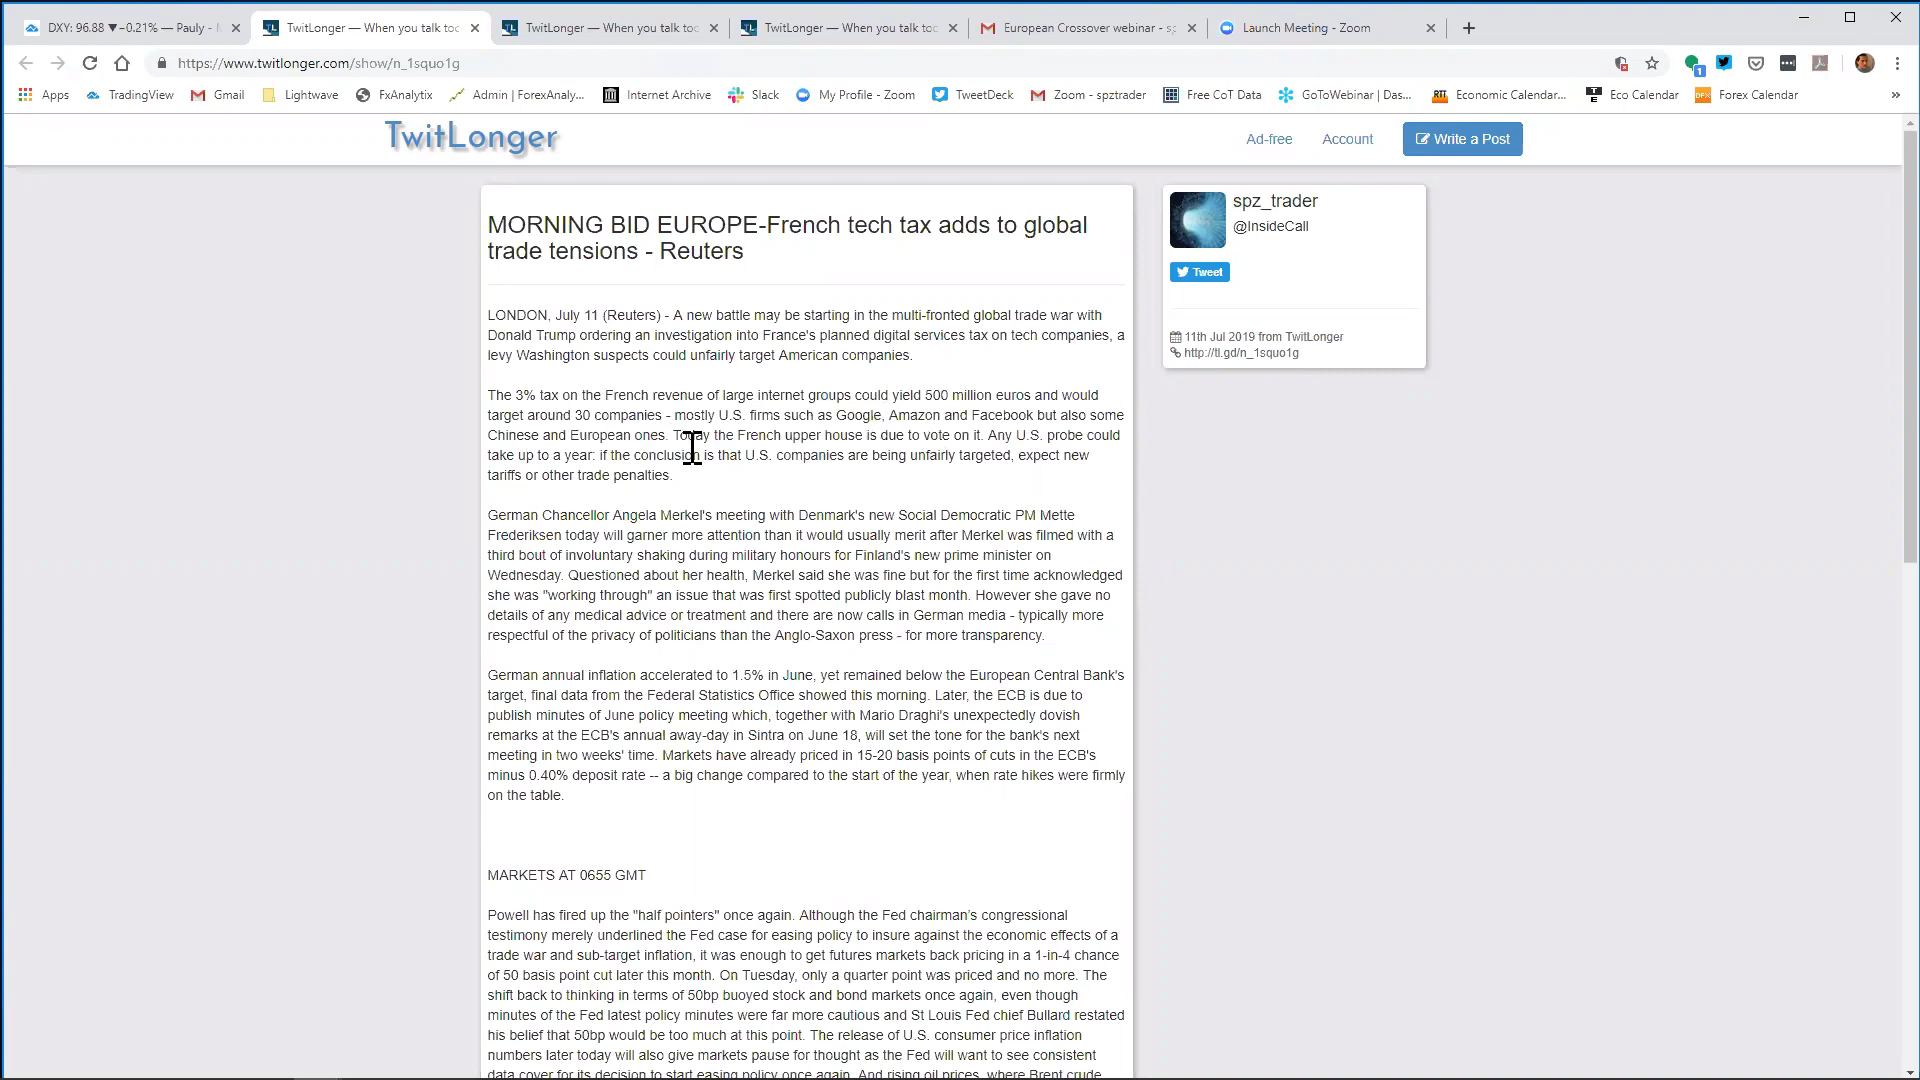 DXY: 96.88 ▼−0.21% — Pauly -
TwitLonger — When you talk too
TwitLonger — When you talk too
TwitLonger — When you talk too
European Crossover webinar - sp
Launch Meeting - Zoom
https://www.twitlonger.com/show/n_1squo1g
1
Apps
TradingView
Gmail
Lightwave
FxAnalytix
Admin | ForexAnaly...
Internet Archive
Slack
My Profile - Zoom
TweetDeck
Zoom - spztrader
Free CoT Data
GoToWebinar | Das...
Economic Calendar...
Eco Calendar
Forex Calendar
»
TwitLonger
Ad-free
Account
Write a Post
MORNING BID EUROPE-French tech tax adds to global
trade tensions - Reuters
LONDON, July 11 (Reuters) - A new battle may be starting in the multi-fronted global trade war with
Donald Trump ordering an investigation into France's planned digital services tax on tech companies, a
levy Washington suspects could unfairly target American companies.
The 3% tax on the French revenue of large internet groups could yield 500 million euros and would
target around 30 companies - mostly U.S. firms such as Google, Amazon and Facebook but also some
Chinese and European ones. Today the French upper house is due to vote on it. Any U.S. probe could
take up to a year: if the conclusion is that U.S. companies are being unfairly targeted, expect new
tariffs or other trade penalties.
German Chancellor Angela Merkel's meeting with Denmark's new Social Democratic PM Mette
Frederiksen today will garner more attention than it would usually merit after Merkel was filmed with a
third bout of involuntary shaking during military honours for Finland's new prime minister on
Wednesday. Questioned about her health, Merkel said she was fine but for the first time acknowledged
she was "working through" an issue that was first spotted publicly blast month. However she gave no
details of any medical advice or treatment and there are now calls in German media - typically more
respectful of the privacy of politicians than the Anglo-Saxon press - for more transparency.
German annual inflation accelerated to 1.5% in June, yet remained below the European Central Bank's
target, final data from the Federal Statistics Office showed this morning. Later, the ECB is due to
publish minutes of June policy meeting which, together with Mario Draghi's unexpectedly dovish
remarks at the ECB's annual away-day in Sintra on June 18, will set the tone for the bank's next
meeting in two weeks' time. Markets have already priced in 15-20 basis points of cuts in the ECB's
minus 0.40% deposit rate -- a big change compared to the start of the year, when rate hikes were firmly
on the table.
MARKETS AT 0655 GMT
Powell has fired up the "half pointers" once again. Although the Fed chairman's congressional
testimony merely underlined the Fed case for easing policy to insure against the economic effects of a
trade war and sub-target inflation, it was enough to get futures markets back pricing in a 1-in-4 chance
of 50 basis point cut later this month. On Tuesday, only a quarter point was priced and no more. The
shift back to thinking in terms of 50bp buoyed stock and bond markets once again, even though
minutes of the Fed latest policy minutes were far more cautious and St Louis Fed chief Bullard restated
his belief that 50bp would be too much at this point. The release of U.S. consumer price inflation
numbers later today will also give markets pause for thought as the Fed will want to see consistent
data cover for its decision to start easing policy once again. And rising oil prices, where Brent crude
spz_trader
@InsideCall
Tweet
11th Jul 2019 from TwitLonger
http://tl.gd/n_1squo1g